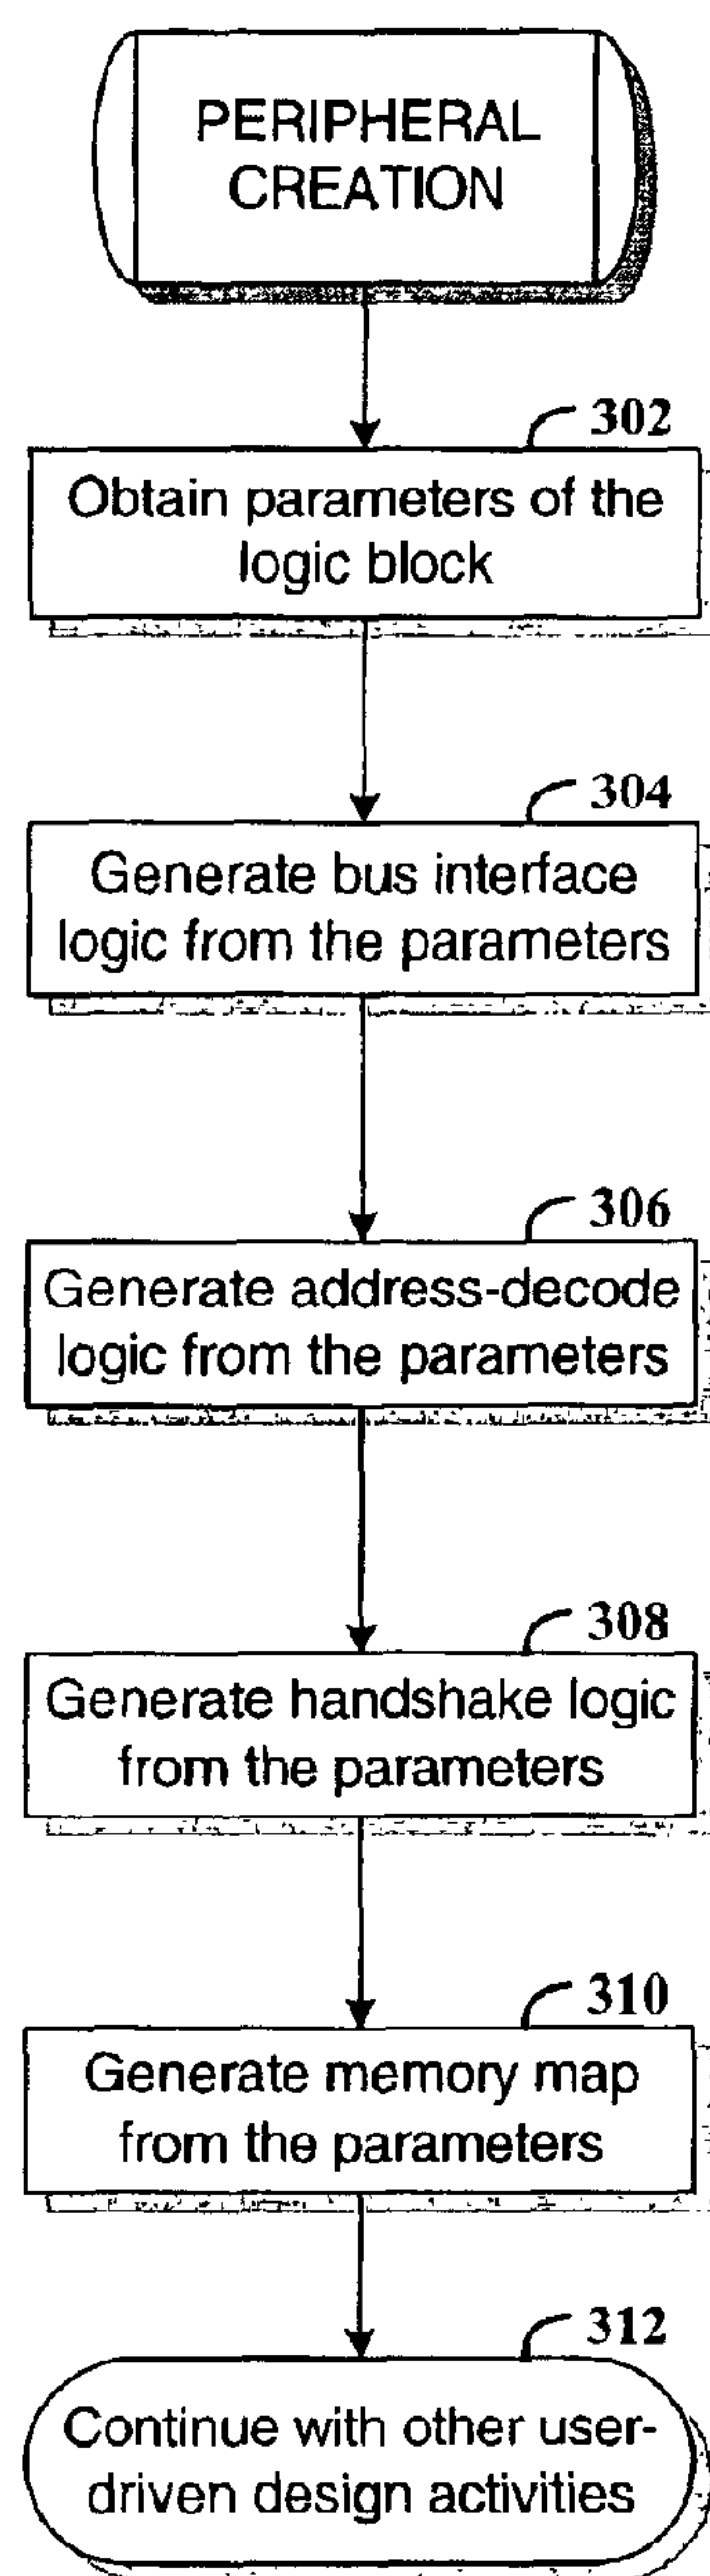 PERIPHERAL
CREATION
302
Obtain parameters of the
logic block
304
Generate bus interface
logic from the parameters
306
Generate address-decode
logic from the parameters
308
Generate handshake logic
from the parameters
310
Generate memory map
from the parameters
312
Continue with other user-
driven design activities